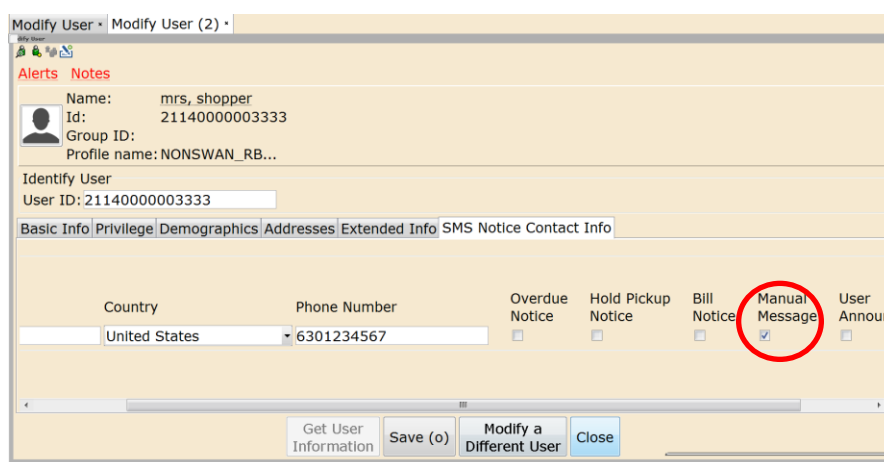 Modify User × Modify User (2) ×
Modify User
Alerts Notes
Name: mrs, shopper
Id: 21140000003333
Group ID:
Profile name: NONSWAN_RB...
Identify User
User ID: 21140000003333
Basic Info Privilege Demographics Addresses Extended Info SMS Notice Contact Info
Country Phone Number Overdue Notice Hold Pickup Notice Bill Notice Manual Message User Annou
United States 6301234567
Get User Information Save (o) Modify a Different User Close